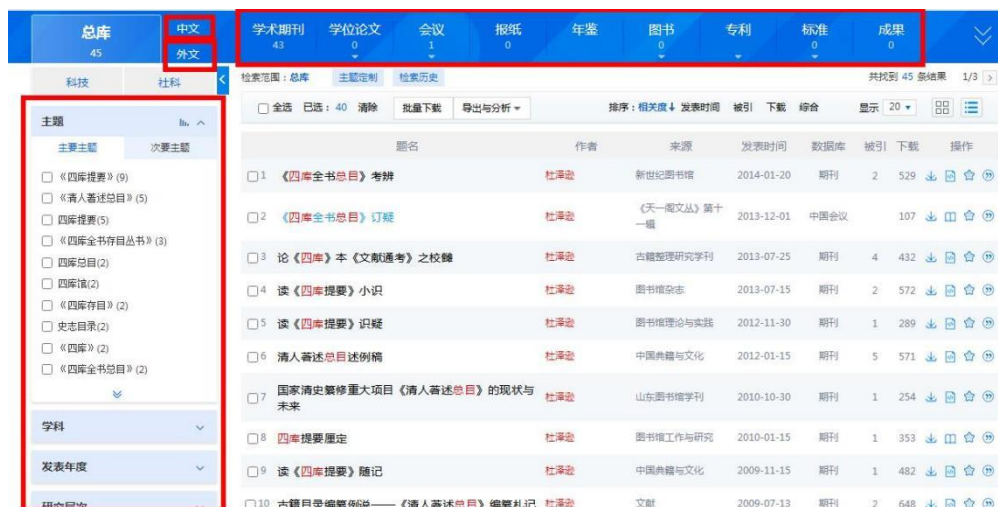 总库 中文 学术期刊 学位论文 会议 报纸 年鉴 图书 专利 标准 成果
45 外文 43 0 1 0 0 0 0
科技 社科
检索范围：总库 主题定制 检索历史 共找到 45 条结果 1/3
全选 已选：40 清除 批量下载 导出与分析 排序：相关度↓ 发表时间 被引 下载 综合 显示 20
主题
主要主题 次要主题
《四库提要》(9)
《清人著述总目》(5)
四库提要(5)
《四库全书存目丛书》(3)
四库总目(2)
四库馆(2)
《四库存目》(2)
史志目录(2)
《四库》(2)
《四库全书总目》(2)
学科
发表年度
研究层次
题名 作者 来源 发表时间 数据库 被引 下载 操作
1 《四库全书总目》考辨 杜泽逊 新世纪图书馆 2014-01-20 期刊 2 529
2 《四库全书总目》订疑 杜泽逊 《天一阁文丛》第十一辑 2013-12-01 中国会议 107
3 论《四库》本《文献通考》之校雠 杜泽逊 古籍整理研究学刊 2013-07-25 期刊 4 432
4 读《四库提要》小识 杜泽逊 图书馆杂志 2013-07-15 期刊 2 572
5 读《四库提要》识疑 杜泽逊 图书馆理论与实践 2012-11-30 期刊 1 289
6 清人著述总目述例稿 杜泽逊 中国典籍与文化 2012-01-15 期刊 5 571
7 国家清史纂修重大项目《清人著述总目》的现状与
未来 杜泽逊 山东图书馆学刊 2010-10-30 期刊 1 254
8 四库提要厘定 杜泽逊 图书馆工作与研究 2010-01-15 期刊 1 353
9 读《四库提要》随记 杜泽逊 中国典籍与文化 2009-11-15 期刊 1 482
10 古籍目录编纂例说——《清人著述总目》编纂札记 杜泽逊 文献 2009-07-13 期刊 2 648